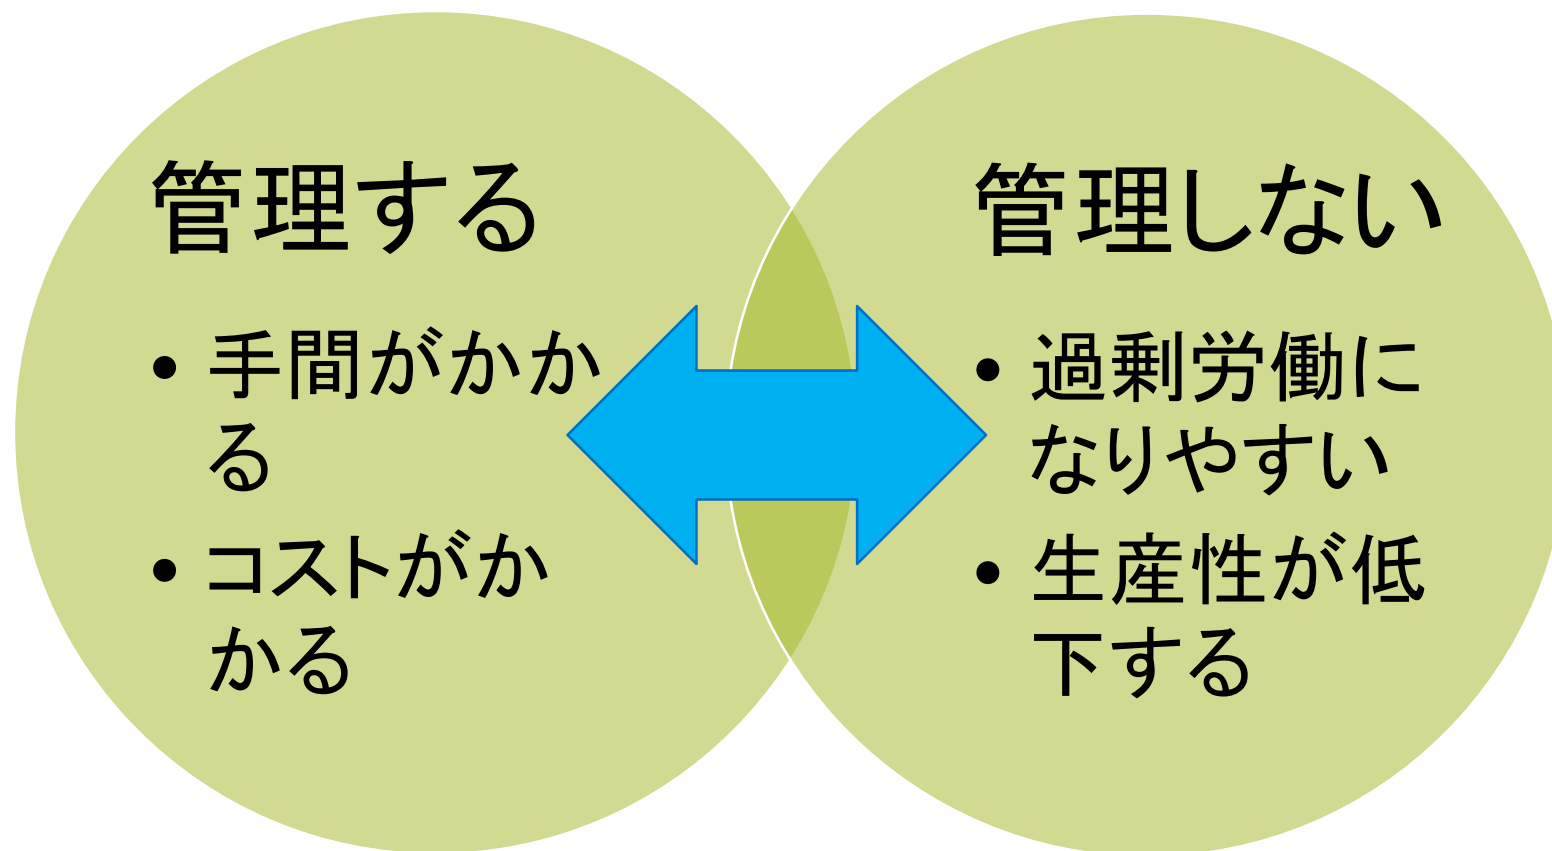 管理する
• 手間がかか
る
• コストがか
かる
管理しない
• 過剰労働に
なりやすい
• 生産性が低
下する